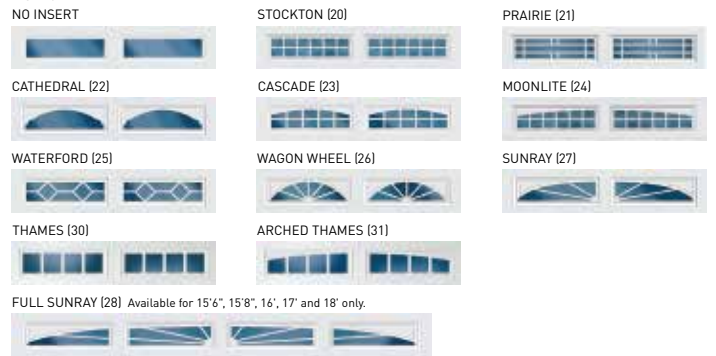 NO INSERT
STOCKTON (20)
PRAIRIE (21)
CATHEDRAL (22)
CASCADE (23)
MOONLITE (24)
WATERFORD (25)
WAGON WHEEL (26)
SUNRAY (27)
THAMES (30)
ARCHED THAMES (31)
FULL SUNRAY (28) Available for 15'6", 15'8", 16', 17' and 18' only.